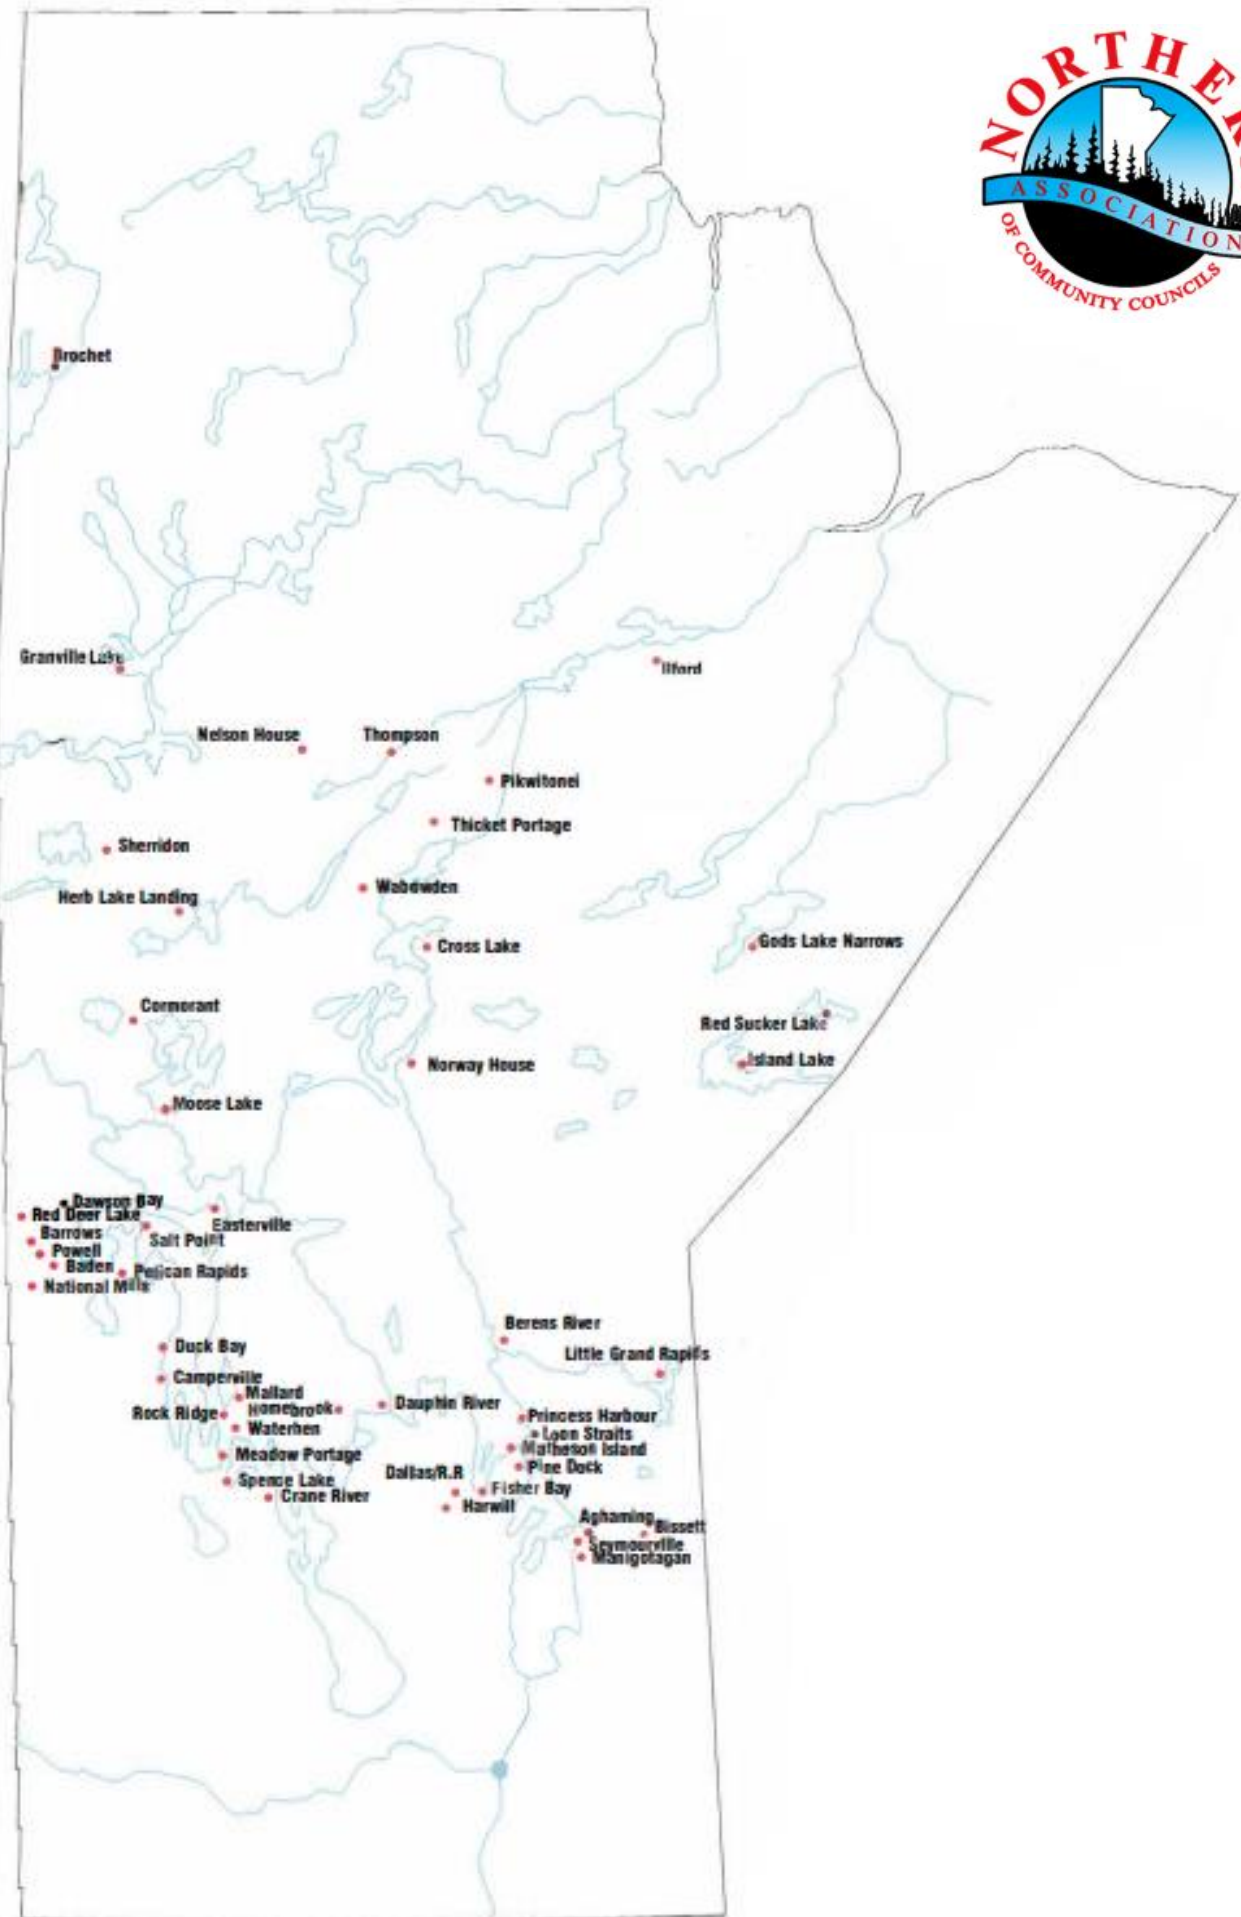 NORTHER
ASSOCIATION
OF COMMUNITY COUNCILS
Brochet
Granville Lake
Ilford
Nelson House
Thompson
Pikwitonei
Thicket Portage
Sherridon
Wabowden
Herb Lake Landing
Cross Lake
Gods Lake Narrows
Cormorant
Red Sucker Lake
Norway House
Island Lake
Moose Lake
Dawson Bay
Red Deer Lake
Easterville
Barrows
Salt Point
Powell
Baden
Pelican Rapids
National Mills
Berens River
Duck Bay
Little Grand Rapids
Camperville
Mallard
Dauphin River
Homebrook
Rock Ridge
Princess Harbour
Waterhen
Loon Straits
Matheson Island
Meadow Portage
Pine Dock
Dallas/R.R
Spence Lake
Fisher Bay
Crane River
Harwill
Aghaming
Bissett
Seymourville
Manigotagan